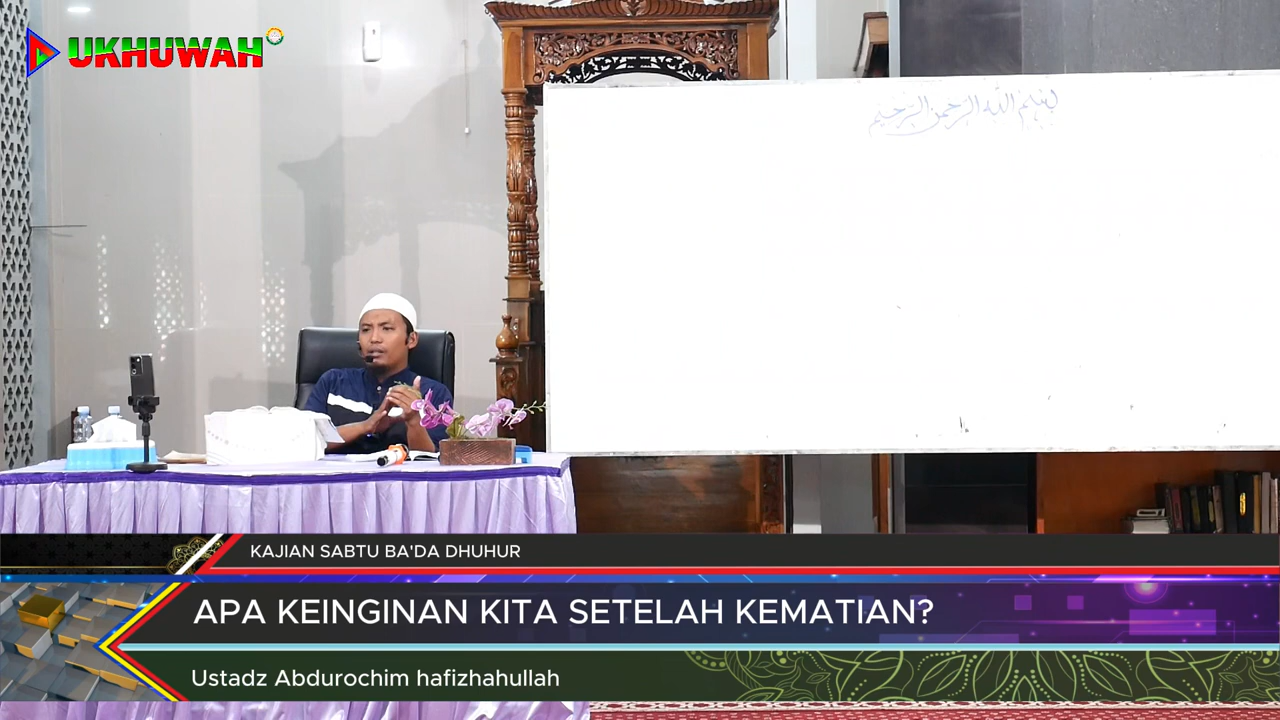 UKHUWAH
بسم الله الرحمن الرحيم
KAJIAN SABTU BA'DA DHUHUR
APA KEINGINAN KITA SETELAH KEMATIAN?
Ustadz Abdurochim hafizhahullah